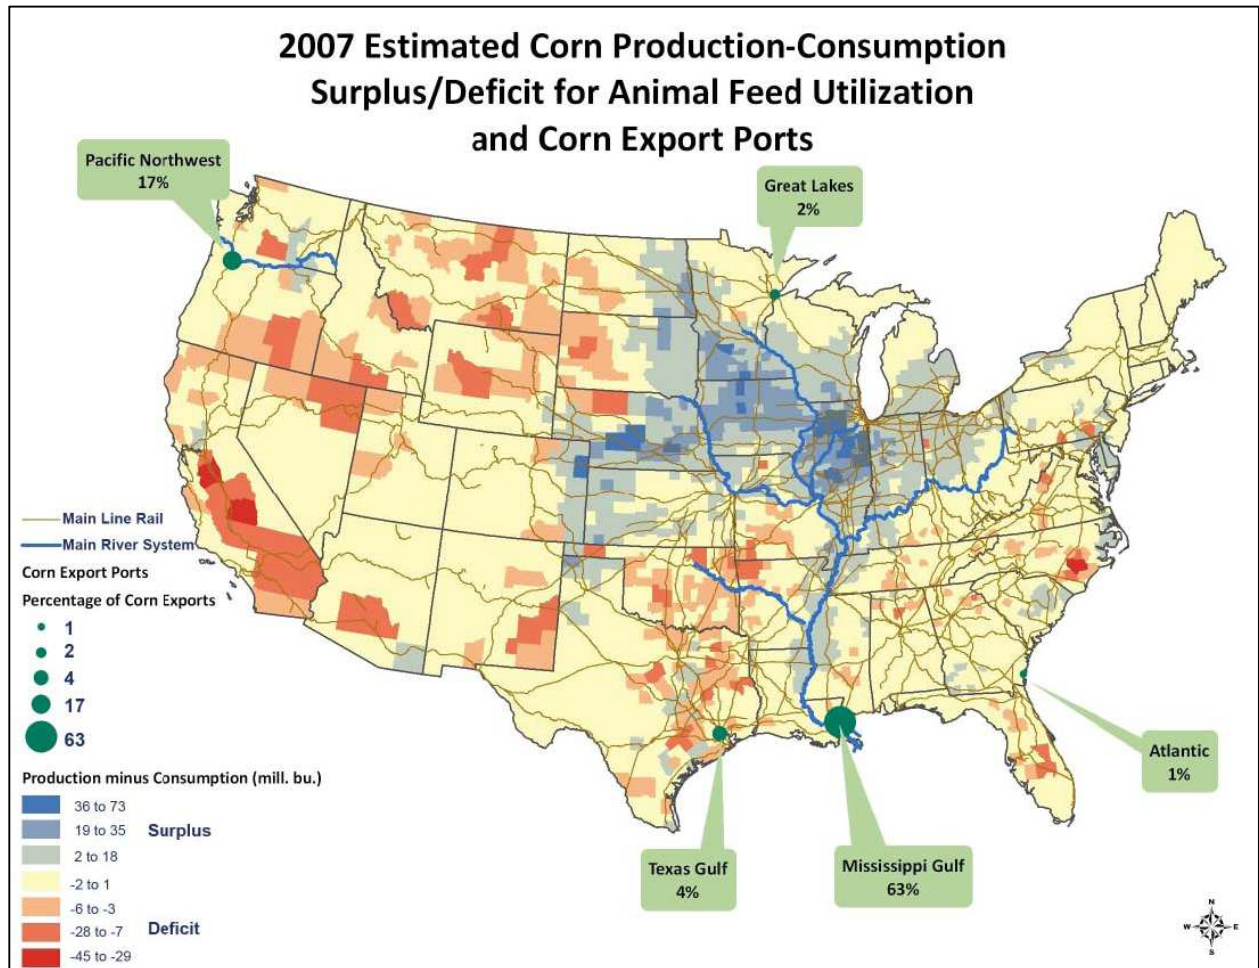 2007 Estimated Corn Production-Consumption
Surplus/Deficit for Animal Feed Utilization
and Corn Export Ports
Pacific Northwest
17%
Great Lakes
2%
Main Line Rail
Main River System
Corn Export Ports
Percentage of Corn Exports
1
2
4
17
63
Production minus Consumption (mill. bu.)
36 to 73
19 to 35
Surplus
2 to 18
-2 to 1
-6 to -3
-28 to -7
Deficit
-45 to -29
Texas Gulf
4%
Mississippi Gulf
63%
Atlantic
1%
N
W
E
S